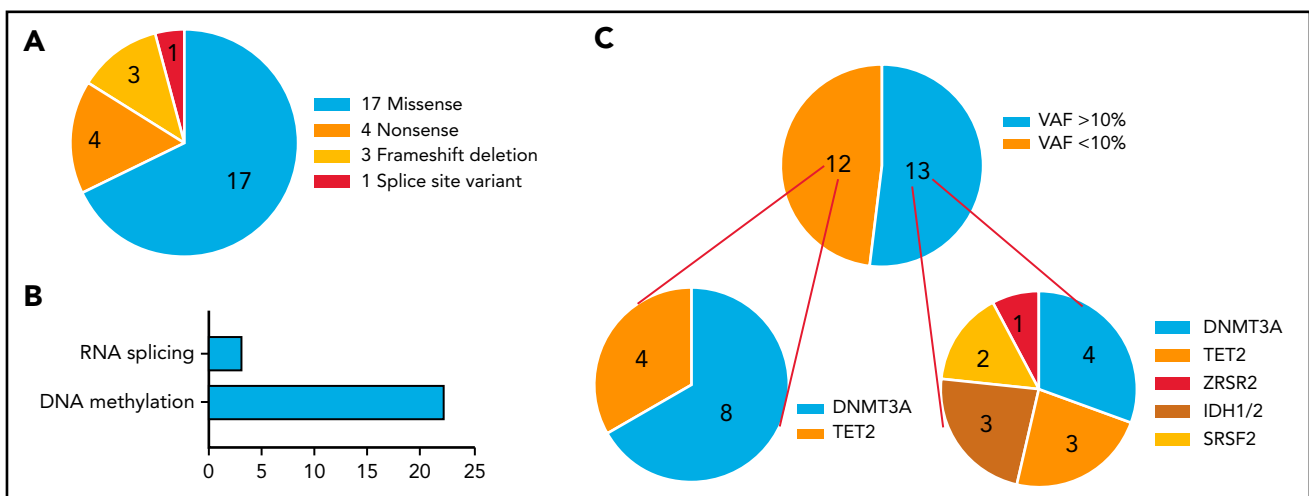 A
1
3
4
17
17 Missense
4 Nonsense
3 Frameshift deletion
1 Splice site variant
B
RNA splicing
DNA methylation
0 5 10 15 20 25
C
12
13
VAF >10%
VAF <10%
4
8
DNMT3A
TET2
1
4
2
3
3
DNMT3A
TET2
ZRSR2
IDH1/2
SRSF2